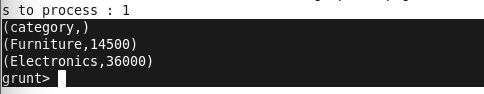 s to process : 1
(category,)
(Furniture,14500)
(Electronics,36000)
grunt>